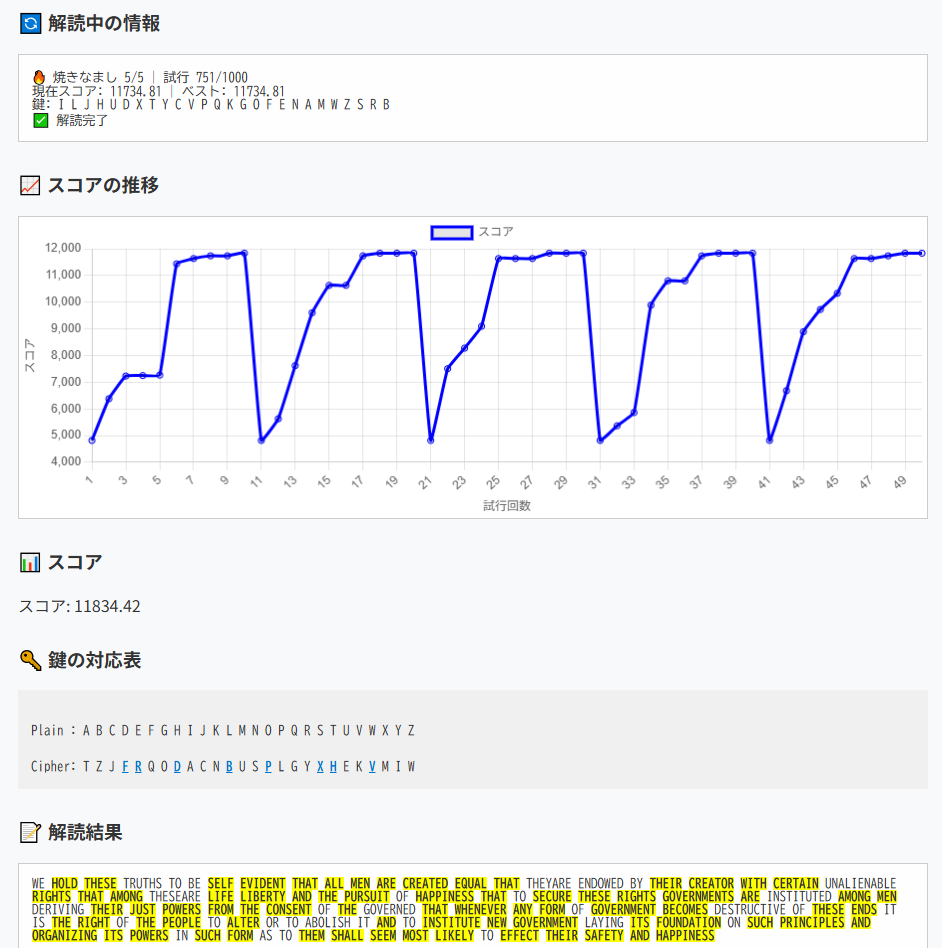 🔄 解読中の情報
🔥 焼きなまし 5/5 | 試行 751/1000
現在スコア: 11734.81 | ベスト: 11734.81
鍵: I L J H U D X T Y C V P Q K G O F E N A M W Z S R B
✅ 解読完了
📈 スコアの推移
スコア
12,000
11,000
10,000
9,000
8,000
7,000
6,000
5,000
4,000
スコア
1 3 5 7 9 11 13 15 17 19 21 23 25 27 29 31 33 35 37 39 41 43 45 47 49
試行回数
📊 スコア
スコア: 11834.42
🔑 鍵の対応表
Plain : A B C D E F G H I J K L M N O P Q R S T U V W X Y Z
Cipher: T Z J F R Q O D A C N B U S P L G Y X H E K V M I W
📝 解読結果
WE HOLD THESE TRUTHS TO BE SELF EVIDENT THAT ALL MEN ARE CREATED EQUAL THAT THEYARE ENDOWED BY THEIR CREATOR WITH CERTAIN UNALIENABLE
RIGHTS THAT AMONG THESEARE LIFE LIBERTY AND THE PURSUIT OF HAPPINESS THAT TO SECURE THESE RIGHTS GOVERNMENTS ARE INSTITUTED AMONG MEN
DERIVING THEIR JUST POWERS FROM THE CONSENT OF THE GOVERNED THAT WHENEVER ANY FORM OF GOVERNMENT BECOMES DESTRUCTIVE OF THESE ENDS IT
IS THE RIGHT OF THE PEOPLE TO ALTER OR TO ABOLISH IT AND TO INSTITUTE NEW GOVERNMENT LAYING ITS FOUNDATION ON SUCH PRINCIPLES AND
ORGANIZING ITS POWERS IN SUCH FORM AS TO THEM SHALL SEEM MOST LIKELY TO EFFECT THEIR SAFETY AND HAPPINESS